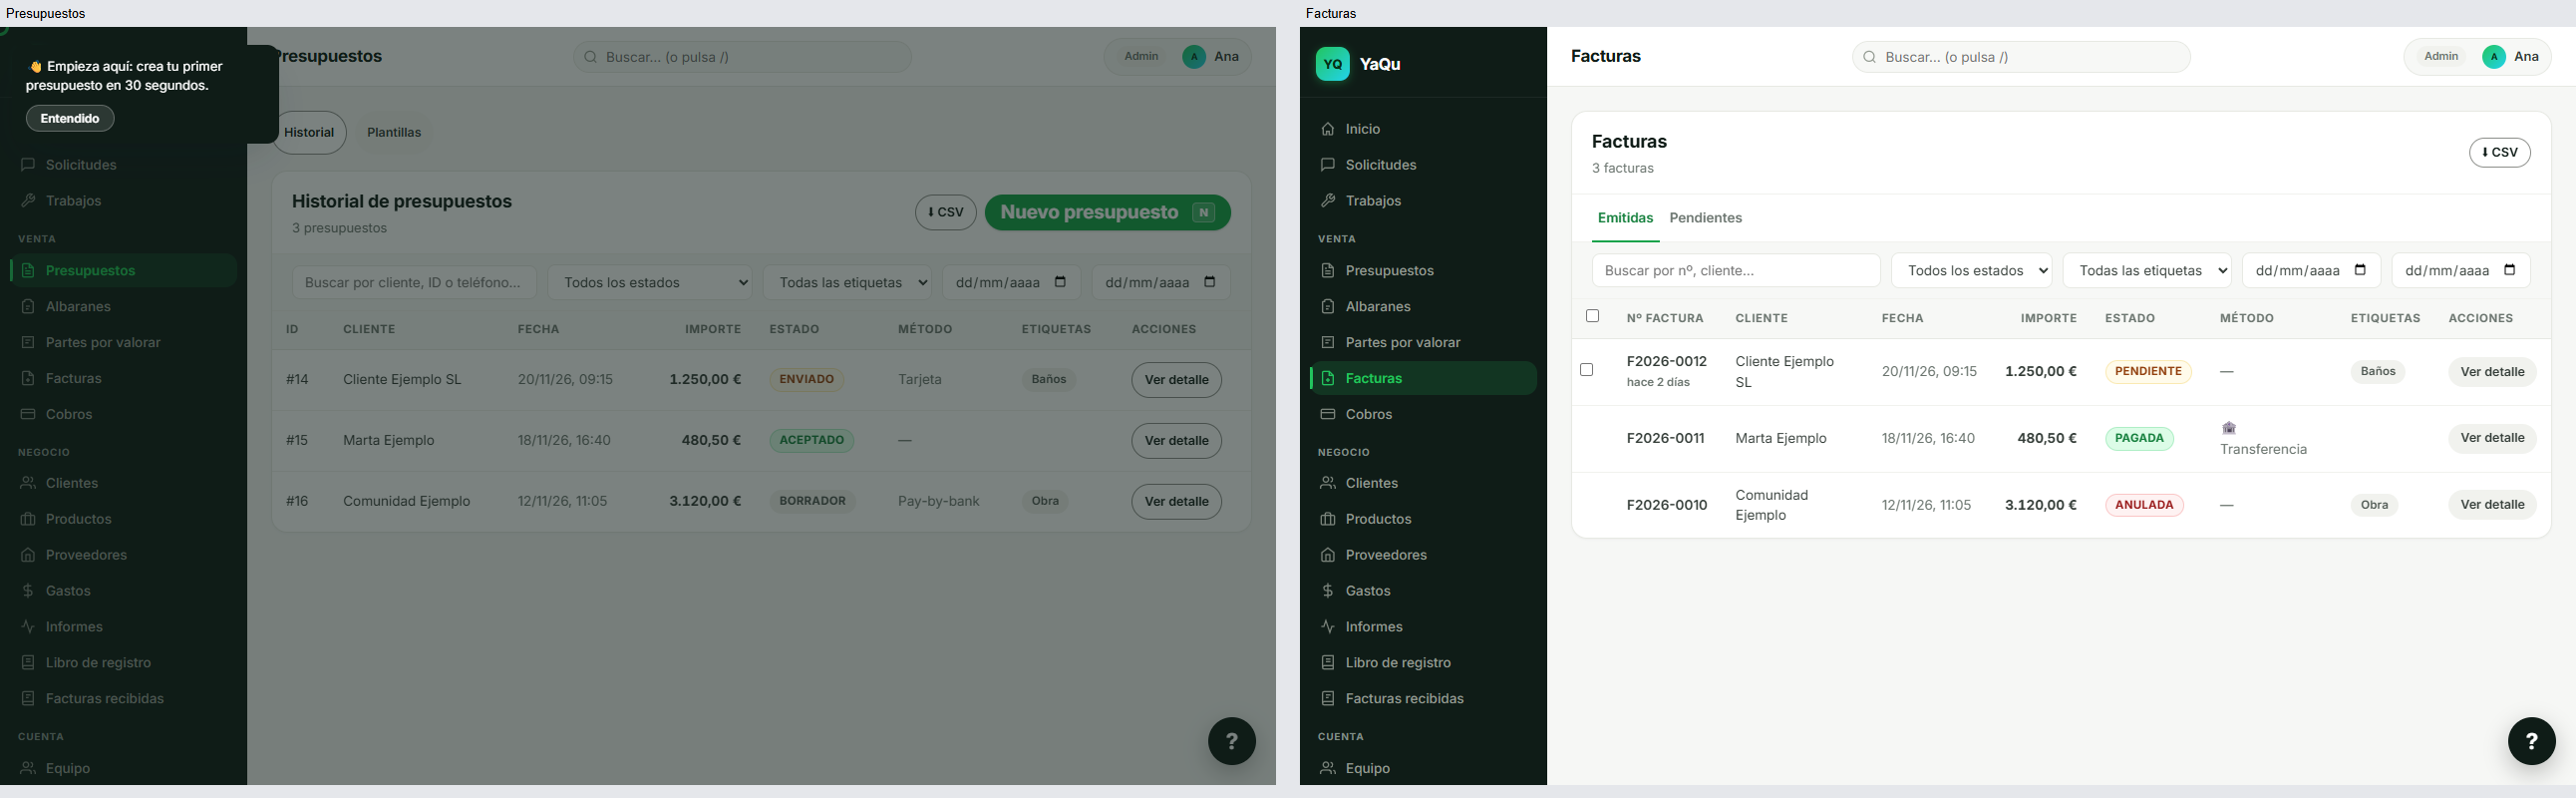 Presupuestos
👋 Empieza aquí: crea tu primer
presupuesto en 30 segundos.
Entendido
Solicitudes
Trabajos
VENTA
Presupuestos
Albaranes
Partes por valorar
Facturas
Cobros
NEGOCIO
Clientes
Productos
Proveedores
Gastos
Informes
Libro de registro
Facturas recibidas
CUENTA
Equipo
Presupuestos
Buscar... (o pulsa /)
Admin A Ana
Historial Plantillas
Historial de presupuestos
3 presupuestos
⬇ CSV
Nuevo presupuesto N
Buscar por cliente, ID o teléfono... Todos los estados Todas las etiquetas dd/mm/aaaa dd/mm/aaaa
ID CLIENTE FECHA IMPORTE ESTADO MÉTODO ETIQUETAS ACCIONES
#14 Cliente Ejemplo SL 20/11/26, 09:15 1.250,00 € ENVIADO Tarjeta Baños Ver detalle
#15 Marta Ejemplo 18/11/26, 16:40 480,50 € ACEPTADO — Ver detalle
#16 Comunidad Ejemplo 12/11/26, 11:05 3.120,00 € BORRADOR Pay-by-bank Obra Ver detalle
?
Facturas
YQ YaQu
Inicio
Solicitudes
Trabajos
VENTA
Presupuestos
Albaranes
Partes por valorar
Facturas
Cobros
NEGOCIO
Clientes
Productos
Proveedores
Gastos
Informes
Libro de registro
Facturas recibidas
CUENTA
Equipo
Facturas
Buscar... (o pulsa /)
Admin A Ana
Facturas
3 facturas
⬇ CSV
Emitidas Pendientes
Buscar por nº, cliente... Todos los estados Todas las etiquetas dd/mm/aaaa dd/mm/aaaa
Nº FACTURA CLIENTE FECHA IMPORTE ESTADO MÉTODO ETIQUETAS ACCIONES
F2026-0012 Cliente Ejemplo 20/11/26, 09:15 1.250,00 € PENDIENTE — Baños Ver detalle
hace 2 días SL
F2026-0011 Marta Ejemplo 18/11/26, 16:40 480,50 € PAGADA 🏦 Ver detalle
Transferencia
F2026-0010 Comunidad 12/11/26, 11:05 3.120,00 € ANULADA — Obra Ver detalle
Ejemplo
?